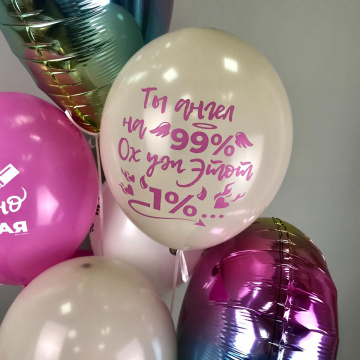 Ты ангел
на 99%
Ох уж Этот
1%...